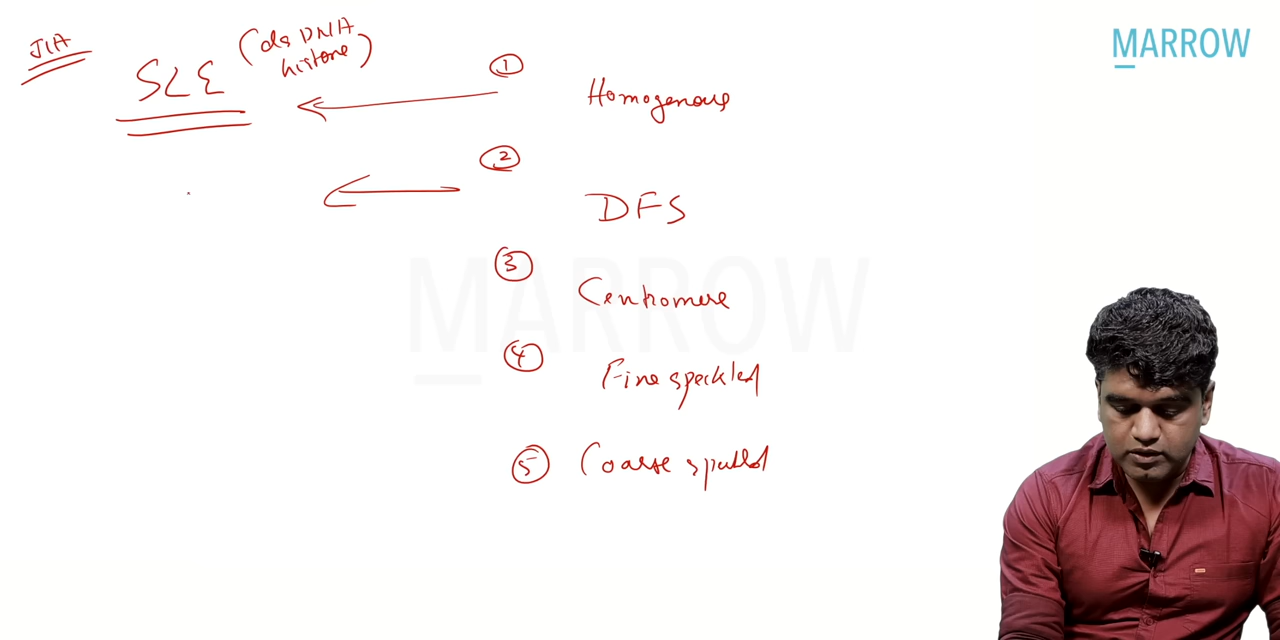 MARROW
JIA
SLE
(ds DNA
histone)
① Homogenous
② DFS
③ Centromere
④ Fine speckled
⑤ Coarse speckled
MARROW